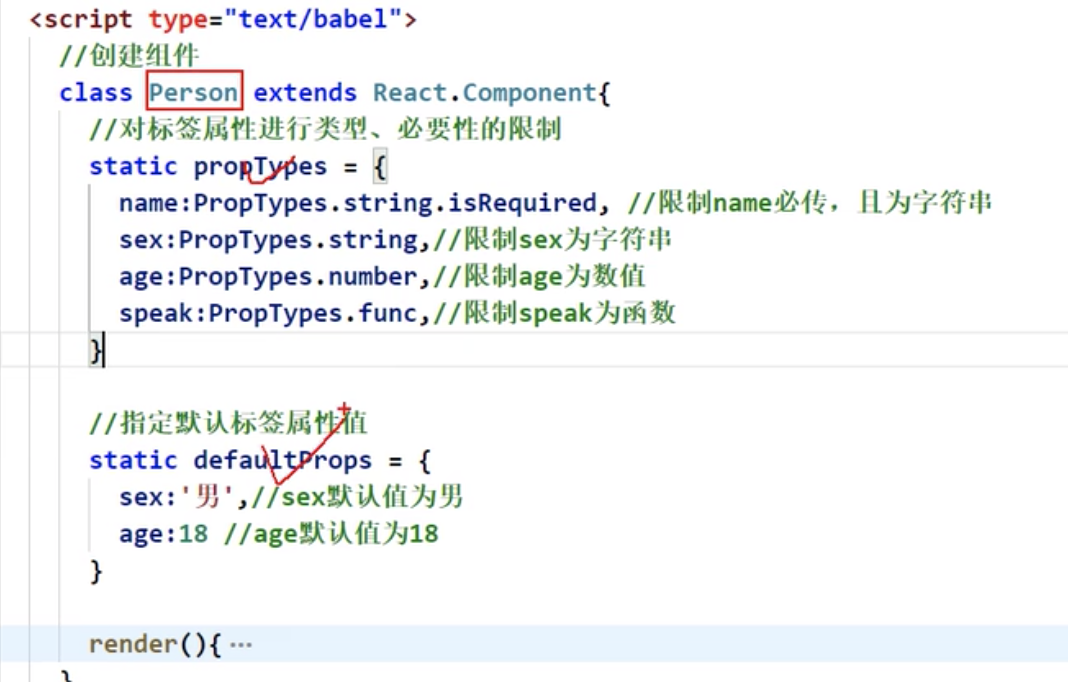 <script type="text/babel">
//创建组件
class Person extends React.Component{
//对标签属性进行类型、必要性的限制
static propTypes = {
name:PropTypes.string.isRequired, //限制name必传，且为字符串
sex:PropTypes.string,//限制sex为字符串
age:PropTypes.number,//限制age为数值
speak:PropTypes.func,//限制speak为函数
}
//指定默认标签属性值
static defaultProps = {
sex:'男',//sex默认值为男
age:18 //age默认值为18
}
render(){ ···
}